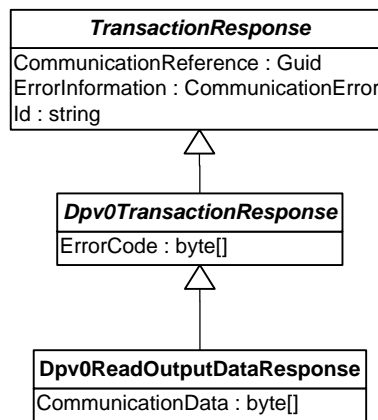 TransactionResponse
CommunicationReference : Guid
ErrorInformation : CommunicationError
Id : string
Dpv0TransactionResponse
ErrorCode : byte[]
Dpv0ReadOutputDataResponse
CommunicationData : byte[]